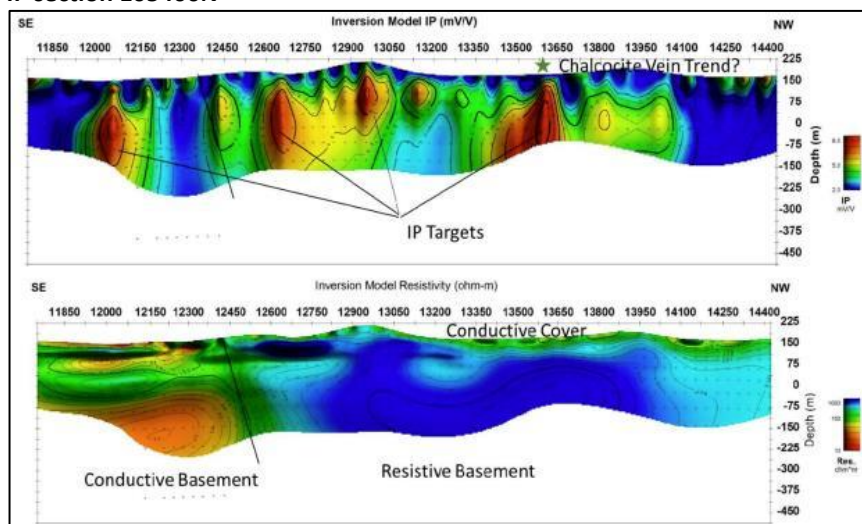 SE Inversion Model IP (mV/V) NW
11850 12000 12150 12300 12450 12600 12750 12900 13050 13200 13350 13500 13650 13800 13950 14100 14250 14400
225
Chalcocite Vein Trend?
150
75
0
-75
-150
-225
-300
-375
-450
Depth (m)
IP
mV/V
IP Targets
SE Inversion Model Resistivity (ohm-m) NW
11850 12000 12150 12300 12450 12600 12750 12900 13050 13200 13350 13500 13650 13800 13950 14100 14250 14400
225
Conductive Cover
150
75
0
-75
-150
-225
-300
-375
-450
Depth (m)
1000
100
10
Res.
ohm*m
Conductive Basement
Resistive Basement